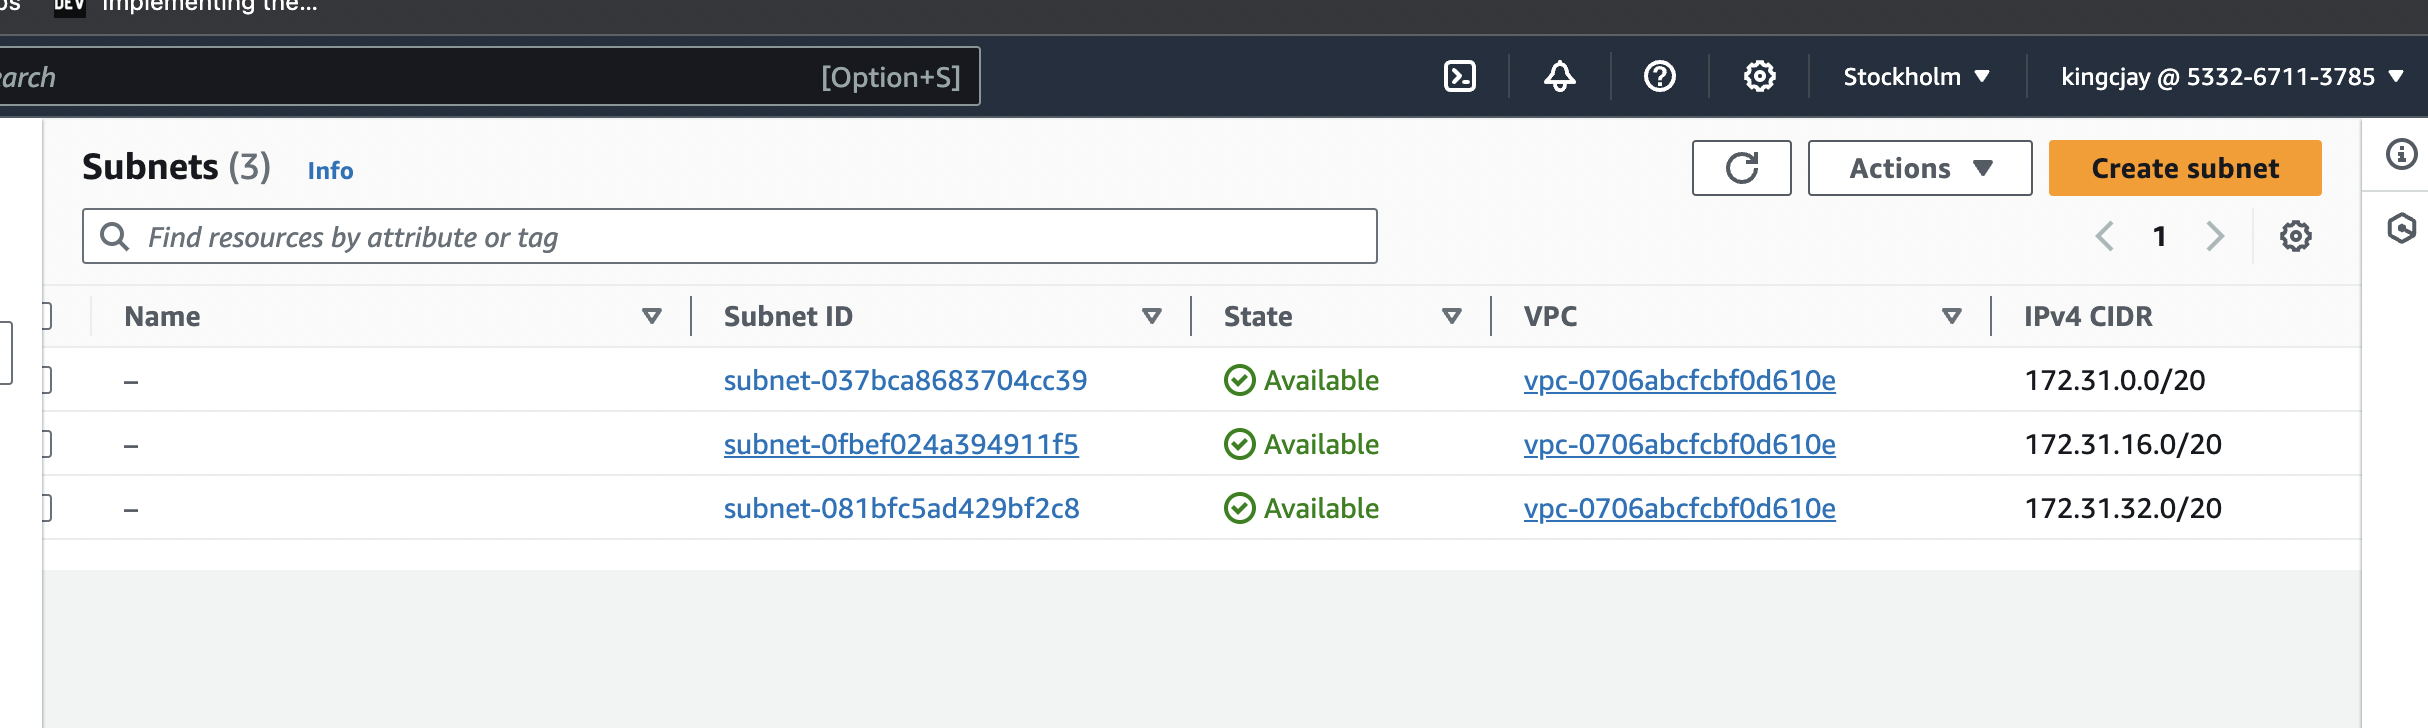 DEV Implementing the...
[Option+S]
Stockholm
kingcjay @ 5332-6711-3785
Subnets (3) Info
Actions
Create subnet
Find resources by attribute or tag
1
Name Subnet ID State VPC IPv4 CIDR
– subnet-037bca8683704cc39 Available vpc-0706abcfcbf0d610e 172.31.0.0/20
– subnet-0fbef024a394911f5 Available vpc-0706abcfcbf0d610e 172.31.16.0/20
– subnet-081bfc5ad429bf2c8 Available vpc-0706abcfcbf0d610e 172.31.32.0/20